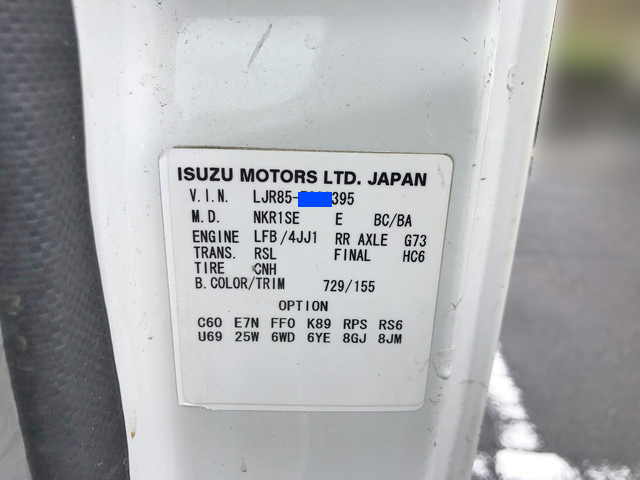 ISUZU MOTORS LTD. JAPAN
V.I.N. LJR85- 395
M.D. NKR1SE E BC/BA
ENGINE LFB/4JJ1 RR AXLE G73
TRANS. RSL FINAL HC6
TIRE CNH
B.COLOR/TRIM 729/155
OPTION
C60 E7N FF0 K89 RPS RS6
U69 25W 6WD 6YE 8GJ 8JM